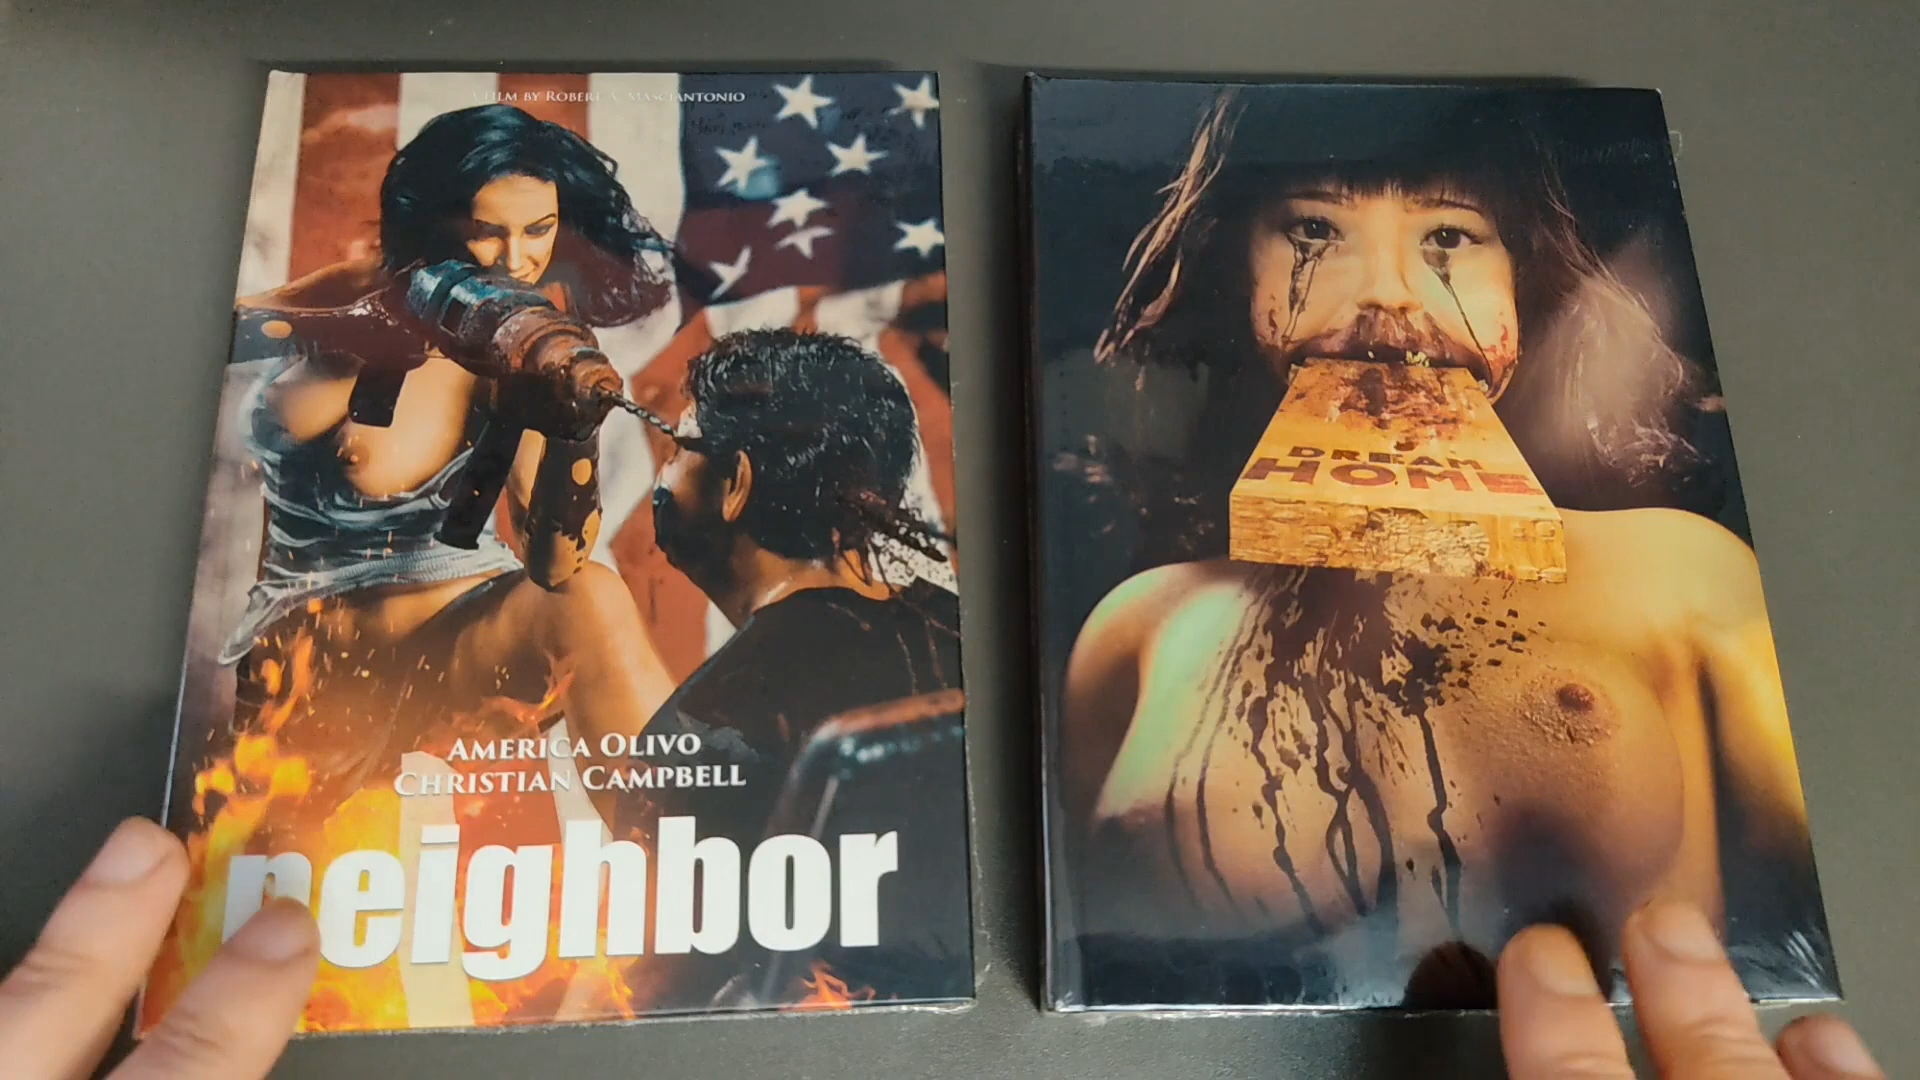 A FILM BY ROBERT A. MASCIANTONIO
AMERICA OLIVO
CHRISTIAN CAMPBELL
neighbor
DREAM
HOME